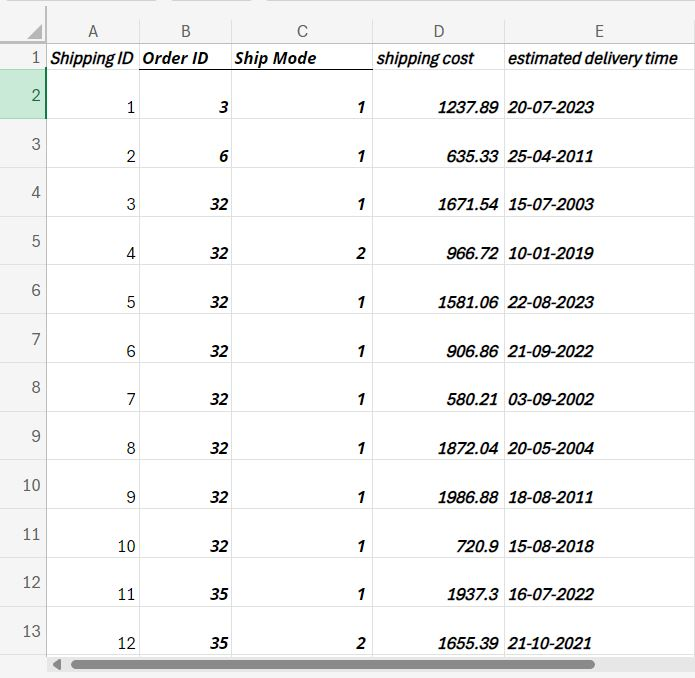 A B C D E
1 Shipping ID Order ID Ship Mode shipping cost estimated delivery time
2 1 3 1 1237.89 20-07-2023
3 2 6 1 635.33 25-04-2011
4 3 32 1 1671.54 15-07-2003
5 4 32 2 966.72 10-01-2019
6 5 32 1 1581.06 22-08-2023
7 6 32 1 906.86 21-09-2022
8 7 32 1 580.21 03-09-2002
9 8 32 1 1872.04 20-05-2004
10 9 32 1 1986.88 18-08-2011
11 10 32 1 720.9 15-08-2018
12 11 35 1 1937.3 16-07-2022
13 12 35 2 1655.39 21-10-2021